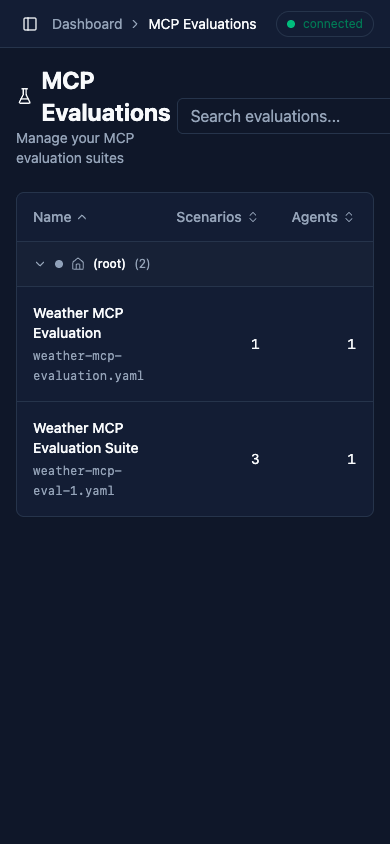 Dashboard > MCP Evaluations
connected
MCP
Evaluations
Manage your MCP
evaluation suites
Search evaluations...
Name Scenarios Agents
(root) (2)
Weather MCP
Evaluation
weather-mcp-
evaluation.yaml
1 1
Weather MCP
Evaluation Suite
weather-mcp-
eval-1.yaml
3 1